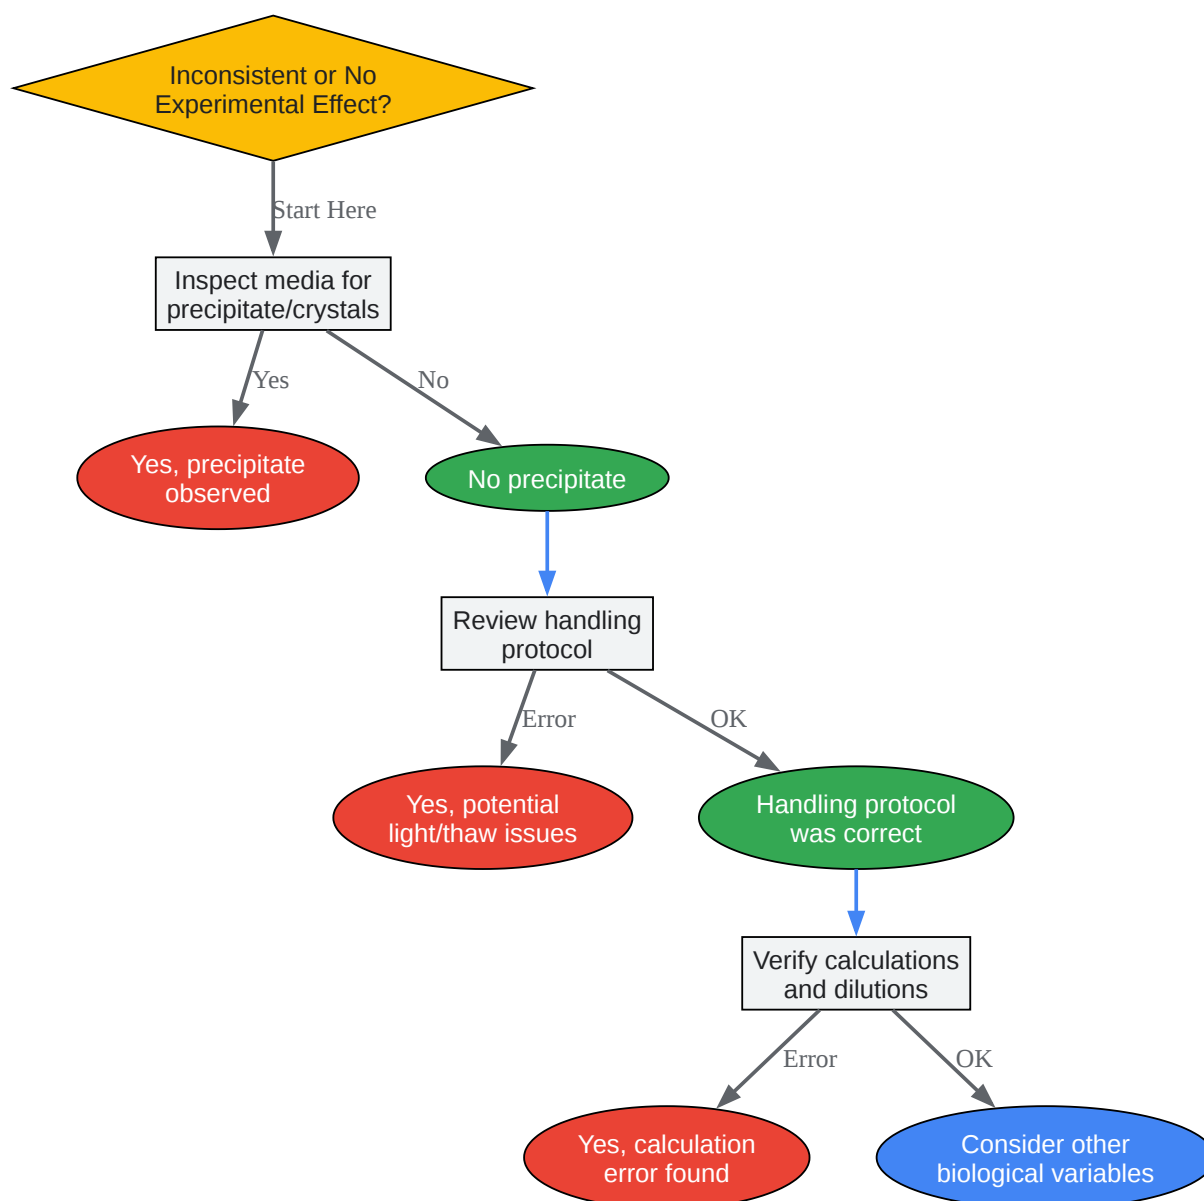 Inconsistent or No
Experimental Effect?
Start Here
Inspect media for
precipitate/crystals
Yes
No
Yes, precipitate
observed
No precipitate
Review handling
protocol
Error
OK
Yes, potential
light/thaw issues
Handling protocol
was correct
Verify calculations
and dilutions
Error
OK
Yes, calculation
error found
Consider other
biological variables